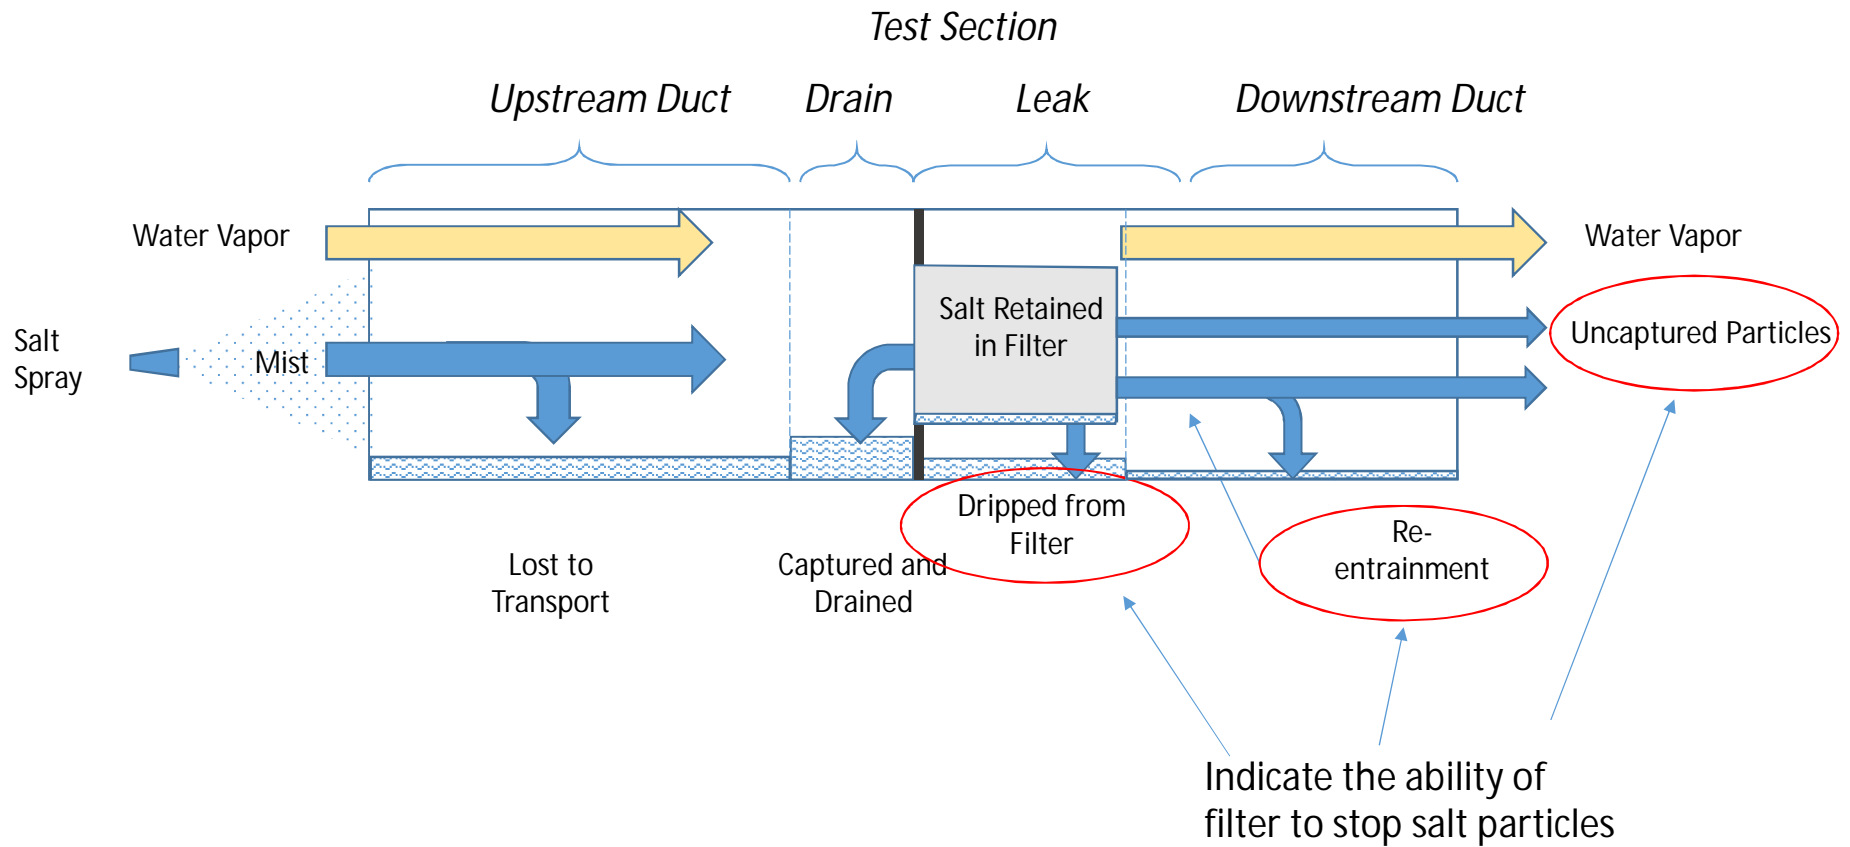 Test Section
Upstream Duct
Drain
Leak
Downstream Duct
Water Vapor
Water Vapor
Salt
Spray
Mist
Salt Retained
in Filter
Uncaptured Particles
Dripped from
Filter
Re-
entrainment
Lost to
Transport
Captured and
Drained
Indicate the ability of
filter to stop salt particles